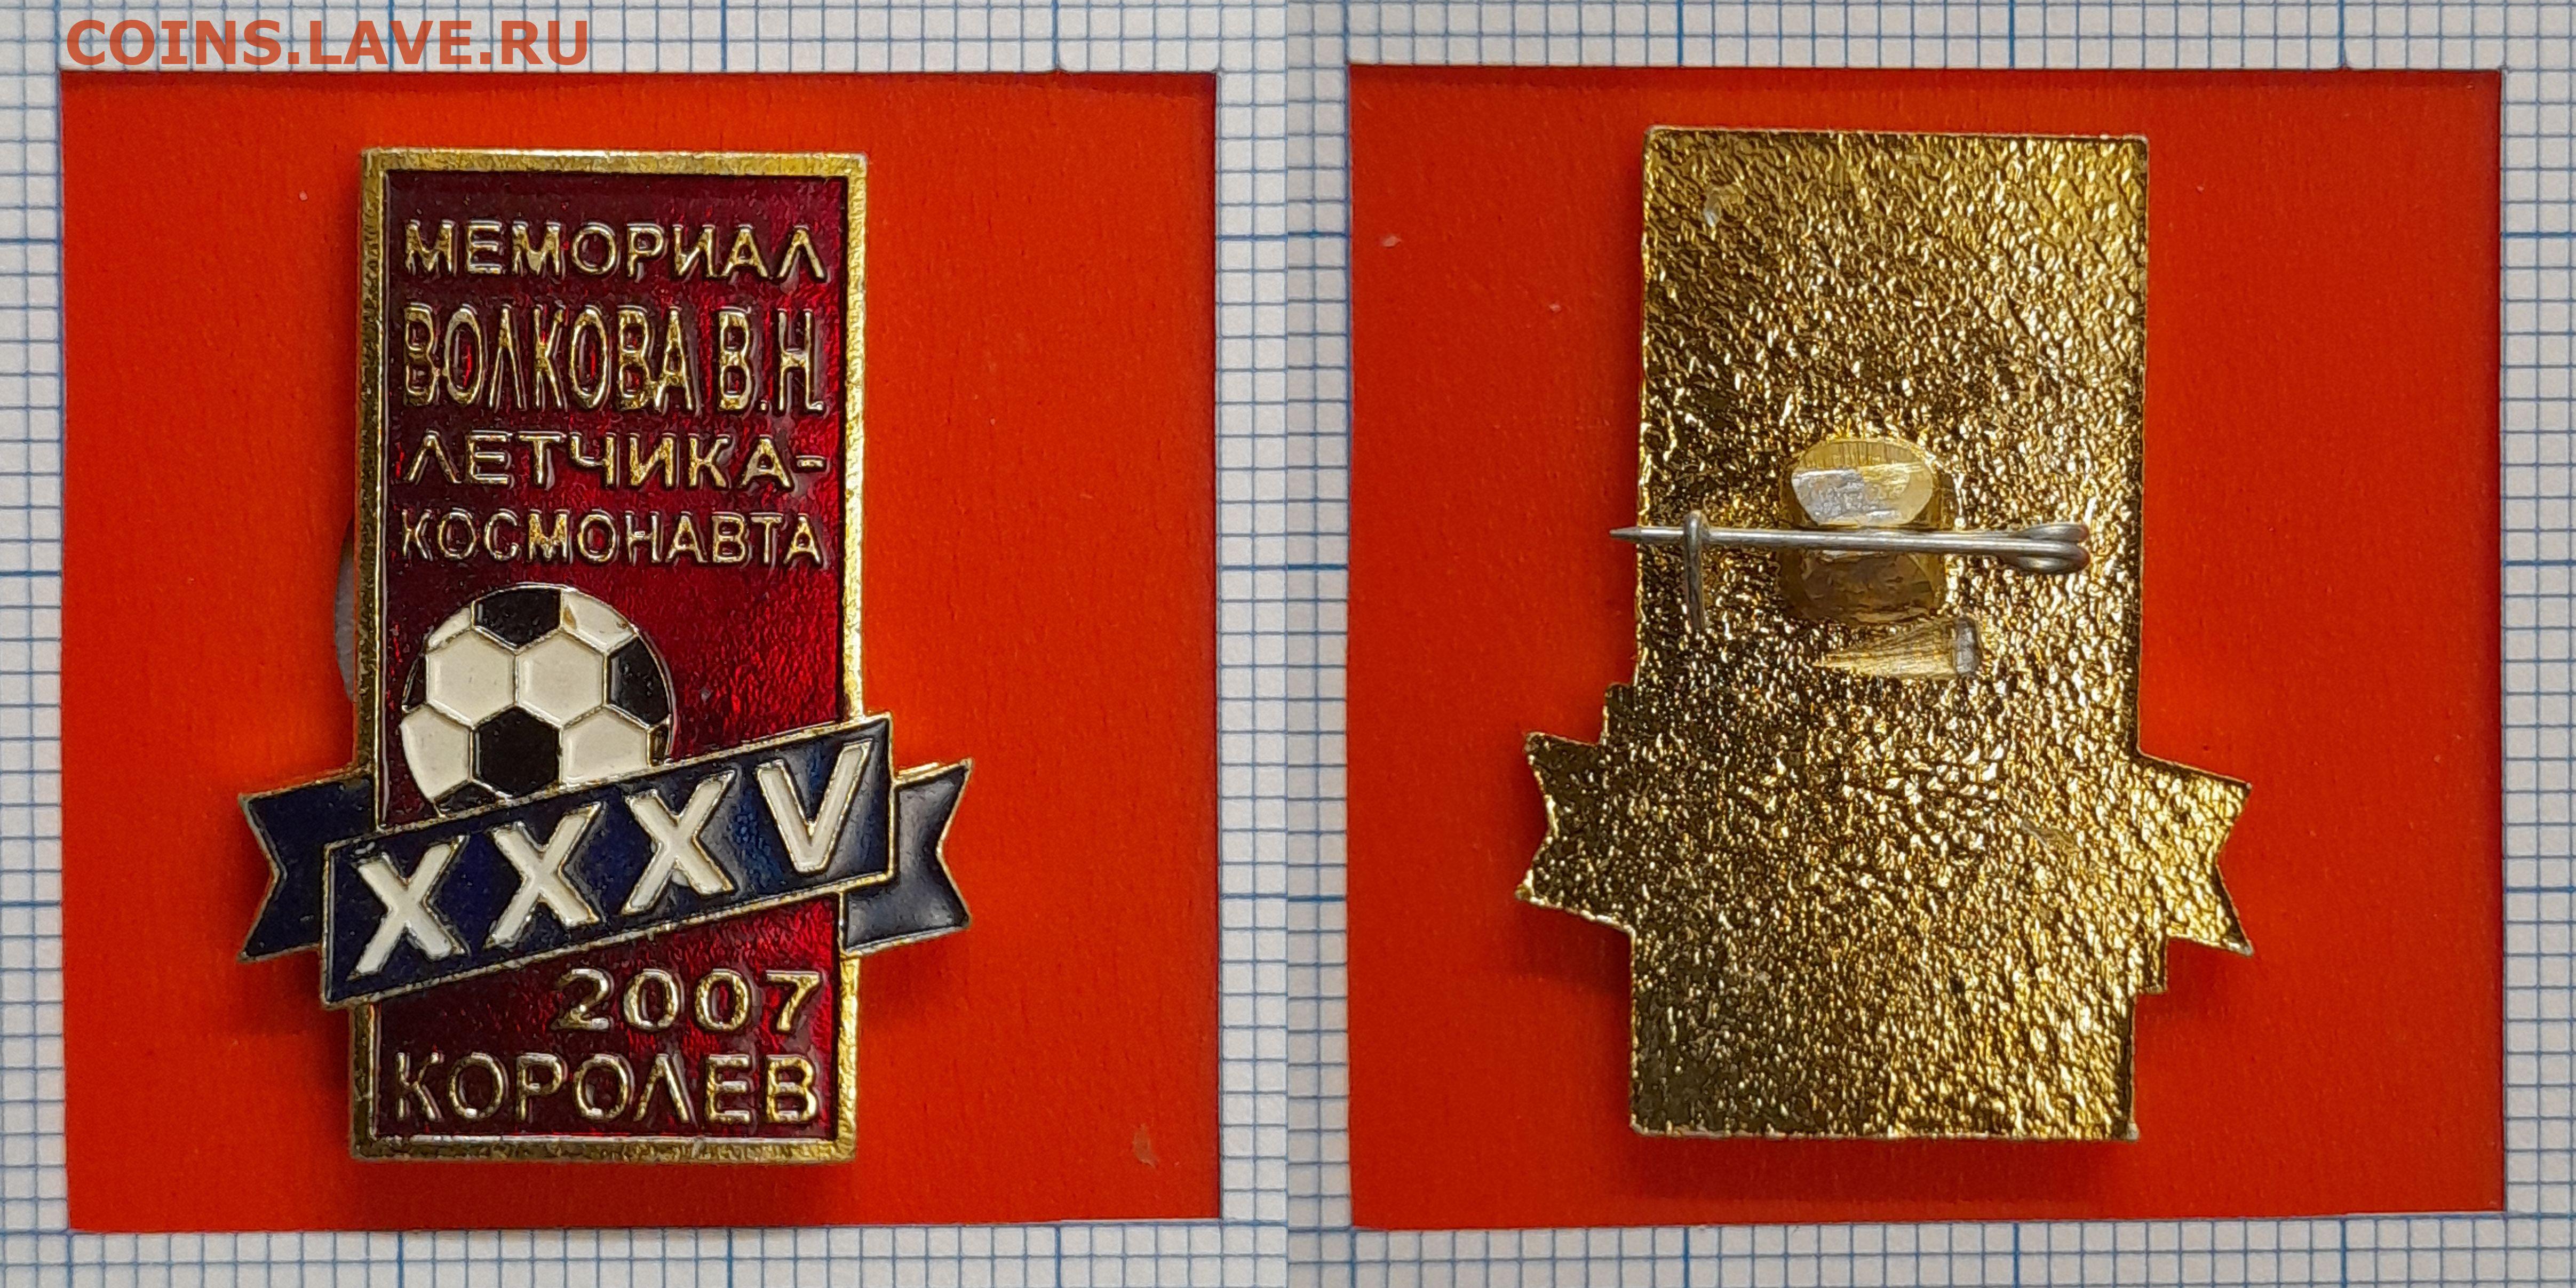 COINS.LAVE.RU
МЕМОРИАЛ
ВОЛКОВА В.Н.
ЛЕТЧИКА-
КОСМОНАВТА
XXXV
2007
КОРОЛЕВ